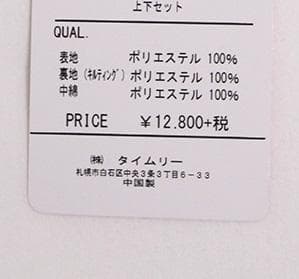 上下セット
QUAL.
表地 ポリエステル 100%
裏地(キルティング) ポリエステル 100%
中綿 ポリエステル 100%
PRICE ¥12.800+税
㈱ タイムリー
札幌市白石区中央3条3丁目6-33
中国製